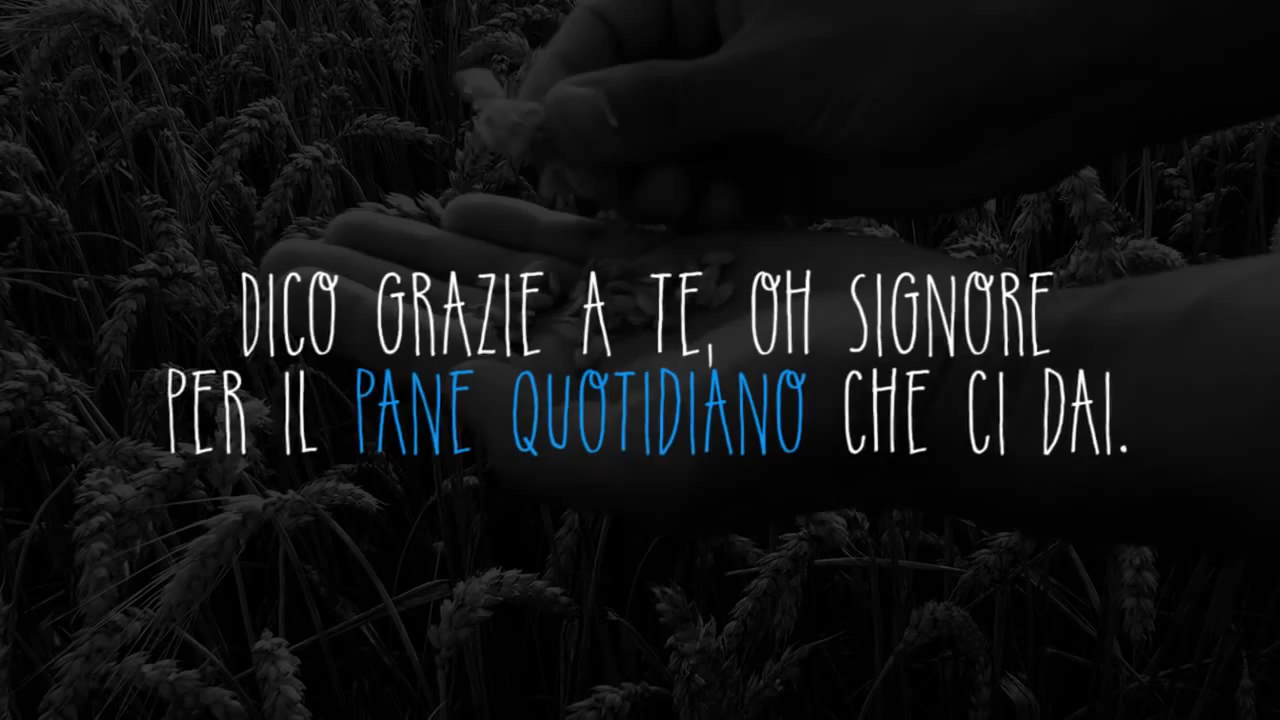 DICO GRAZIE A TE, OH SIGNORE
PER IL PANE QUOTIDIANO CHE CI DAI.